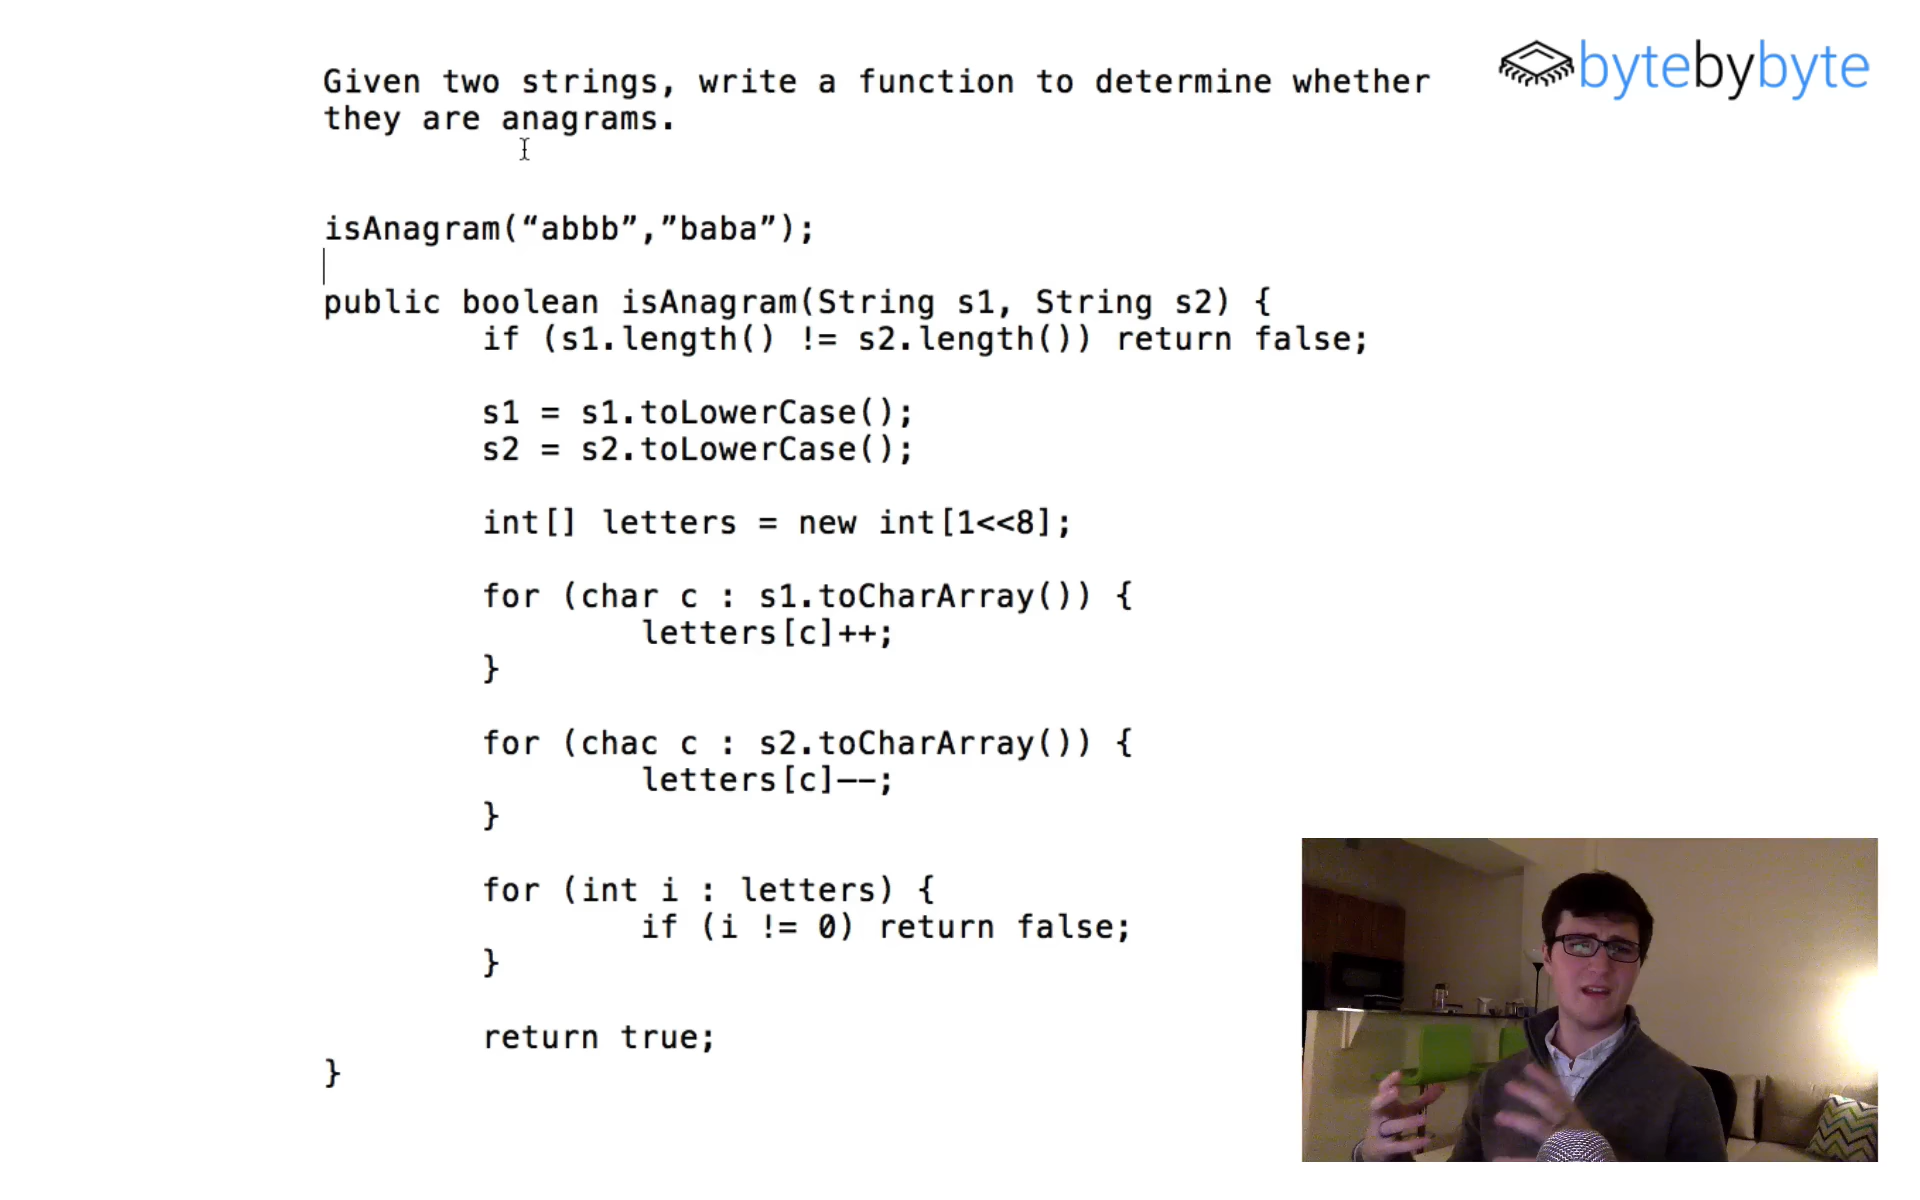 Given two strings, write a function to determine whether
they are anagrams.
bytebybyte
isAnagram(“abbb”,”baba”);
public boolean isAnagram(String s1, String s2) {
if (s1.length() != s2.length()) return false;
s1 = s1.toLowerCase();
s2 = s2.toLowerCase();
int[] letters = new int[1<<8];
for (char c : s1.toCharArray()) {
letters[c]++;
}
for (chac c : s2.toCharArray()) {
letters[c]--;
}
for (int i : letters) {
if (i != 0) return false;
}
return true;
}